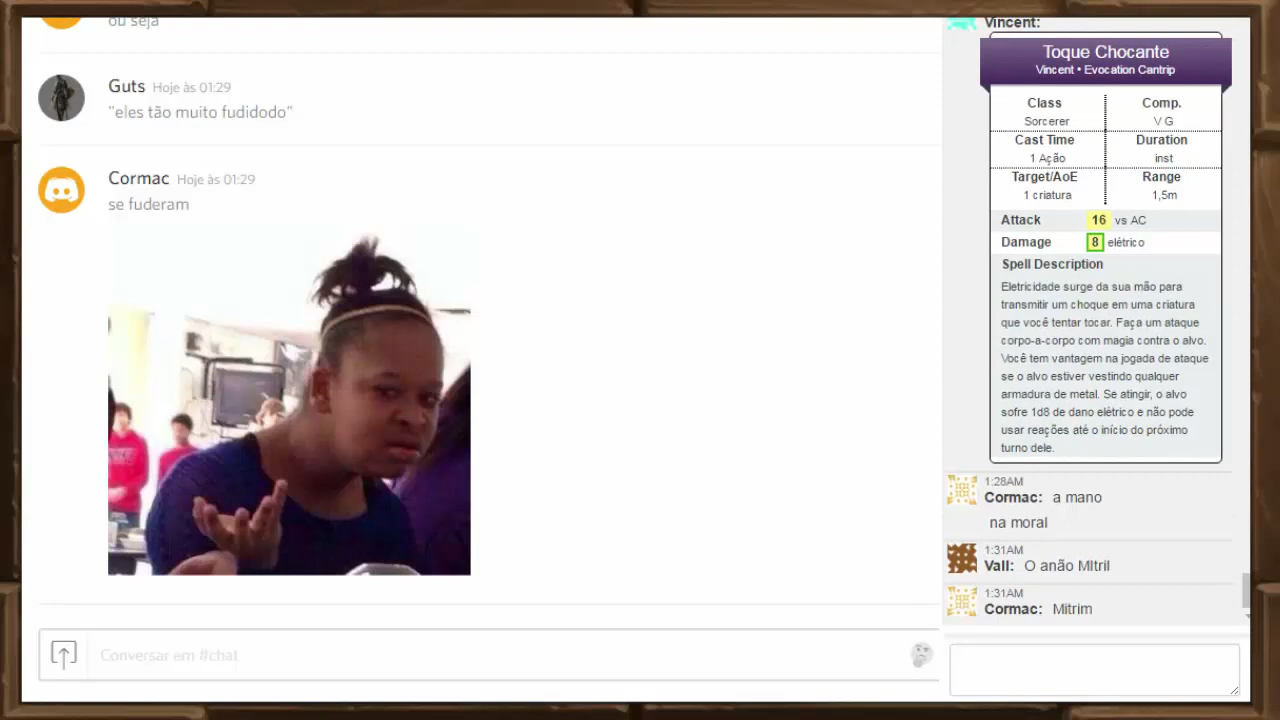 ou seja
Guts Hoje às 01:29
"eles tão muito fudidodo"
Cormac Hoje às 01:29
se fuderam
Conversar em #chat
Vincent:
Toque Chocante
Vincent • Evocation Cantrip
Class Comp.
Sorcerer V G
Cast Time Duration
1 Ação inst
Target/AoE Range
1 criatura 1,5m
Attack 16 vs AC
Damage 8 elétrico
Spell Description
Eletricidade surge da sua mão para
transmitir um choque em uma criatura
que você tentar tocar. Faça um ataque
corpo-a-corpo com magia contra o alvo.
Você tem vantagem na jogada de ataque
se o alvo estiver vestindo qualquer
armadura de metal. Se atingir, o alvo
sofre 1d8 de dano elétrico e não pode
usar reações até o início do próximo
turno dele.
1:28AM
Cormac: a mano
na moral
1:31AM
Vall: O anão MItril
1:31AM
Cormac: Mitrim